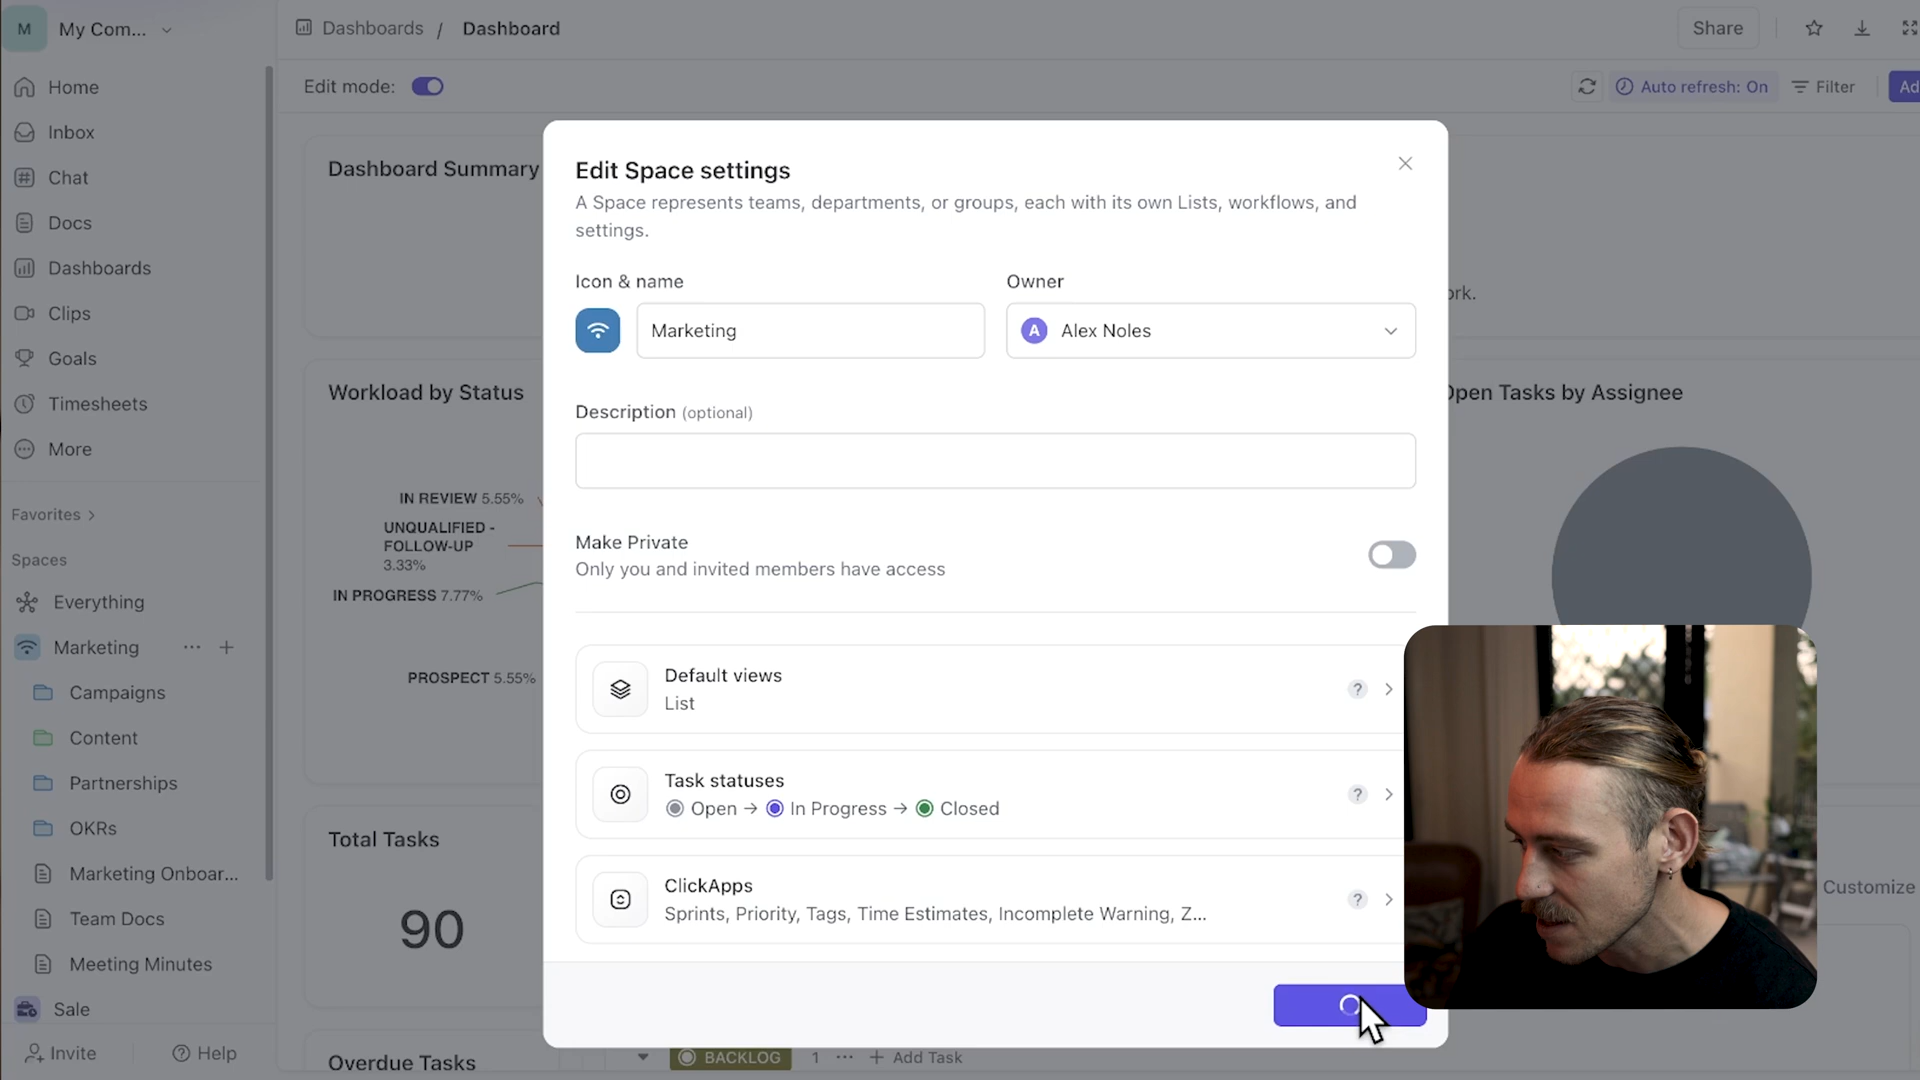 M
My Com...
Dashboards / Dashboard
Share
Home
Inbox
Chat
Docs
Dashboards
Clips
Goals
Timesheets
More
Favorites
Spaces
Everything
Marketing
Campaigns
Content
Partnerships
OKRs
Marketing Onboar...
Team Docs
Meeting Minutes
Sale
Invite
Help
Edit mode:
Auto refresh: On
Filter
Ad
Dashboard Summary
ork.
Workload by Status
IN REVIEW 5.55%
UNQUALIFIED -
FOLLOW-UP
3.33%
IN PROGRESS 7.77%
PROSPECT 5.55%
Open Tasks by Assignee
Total Tasks
90
Customize
Overdue Tasks
BACKLOG 1 ... + Add Task
Edit Space settings
A Space represents teams, departments, or groups, each with its own Lists, workflows, and
settings.
Icon & name
Marketing
Owner
A Alex Noles
Description (optional)
Make Private
Only you and invited members have access
Default views
List
?
Task statuses
Open → In Progress → Closed
?
ClickApps
Sprints, Priority, Tags, Time Estimates, Incomplete Warning, Z...
?